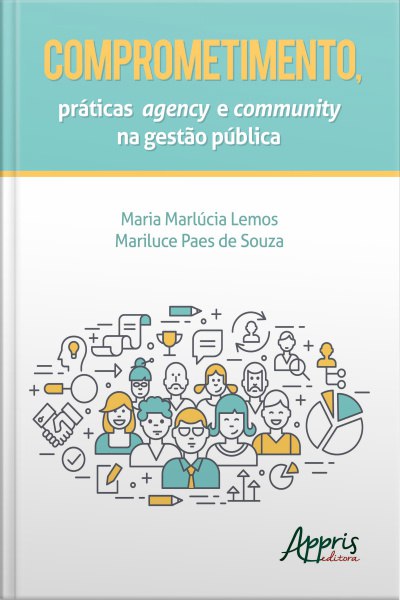 COMPROMETIMENTO,
práticas agency e community
na gestão pública
Maria Marlúcia Lemos
Mariluce Paes de Souza
Appris
editora